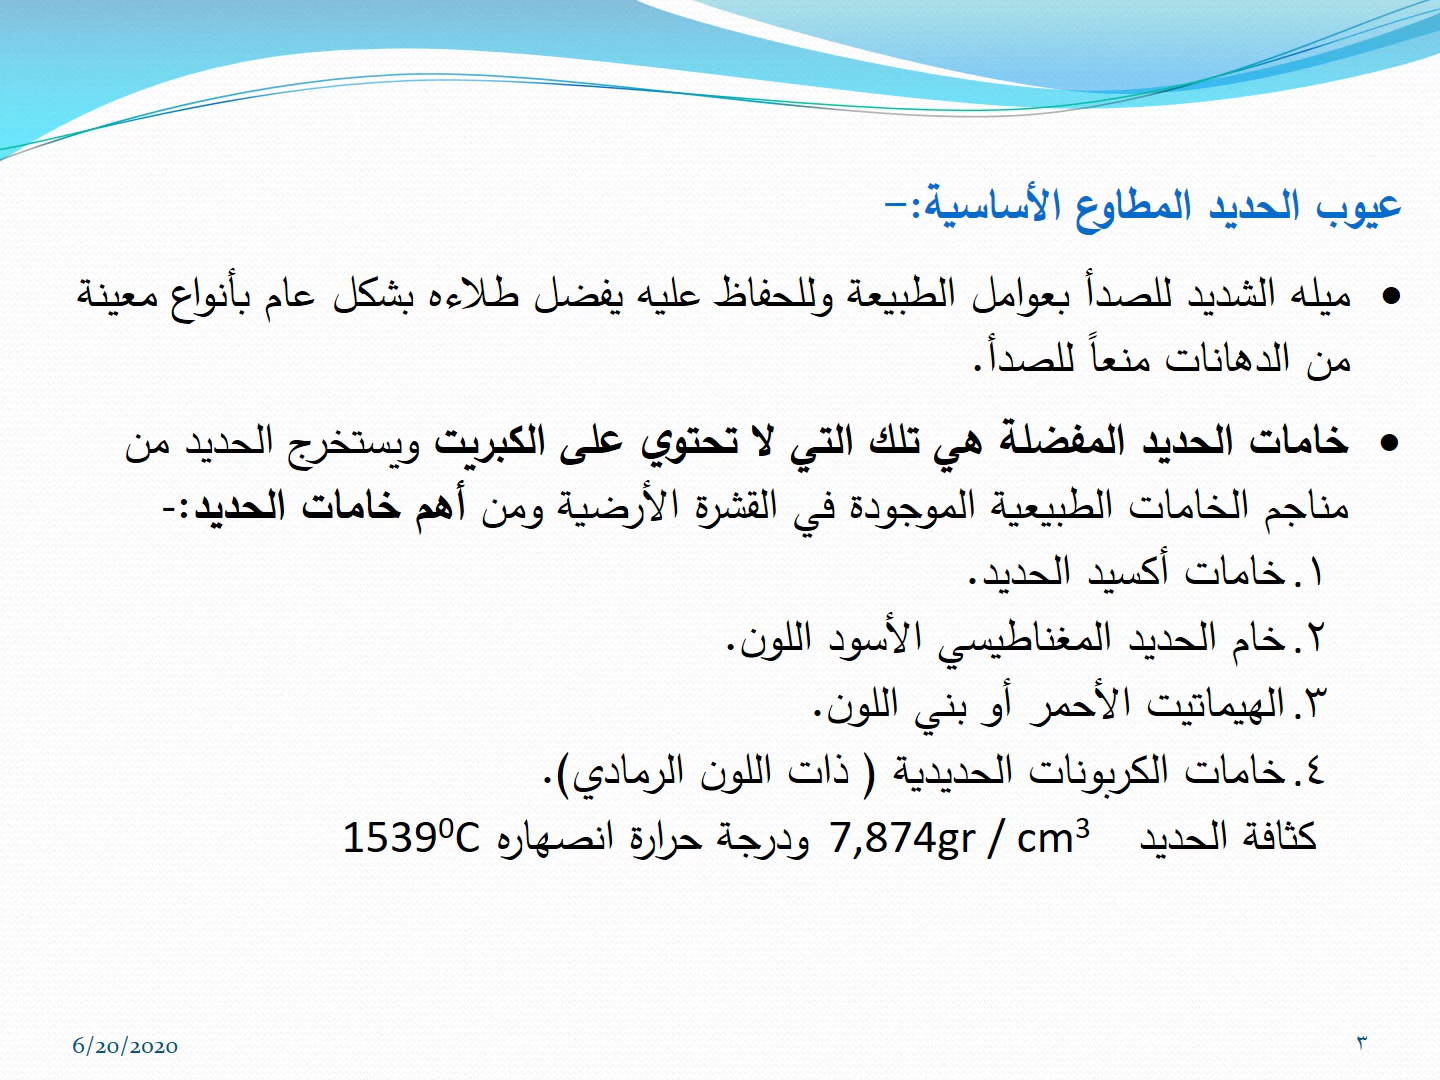 عيوب الحديد المطاوع الأساسية:–
• ميله الشديد للصدأ بعوامل الطبيعة وللحفاظ عليه يفضل طلاءه بشكل عام بأنواع معينة
من الدهانات منعاً للصدأ.
• خامات الحديد المفضلة هي تلك التي لا تحتوي على الكبريت ويستخرج الحديد من
مناجم الخامات الطبيعية الموجودة في القشرة الأرضية ومن أهم خامات الحديد:-
١. خامات أكسيد الحديد.
٢. خام الحديد المغناطيسي الأسود اللون.
٣. الهيماتيت الأحمر أو بني اللون.
٤. خامات الكربونات الحديدية ( ذات اللون الرمادي).
كثافة الحديد 7,874gr / cm³ ودرجة حرارة انصهاره 1539⁰C
6/20/2020
٣